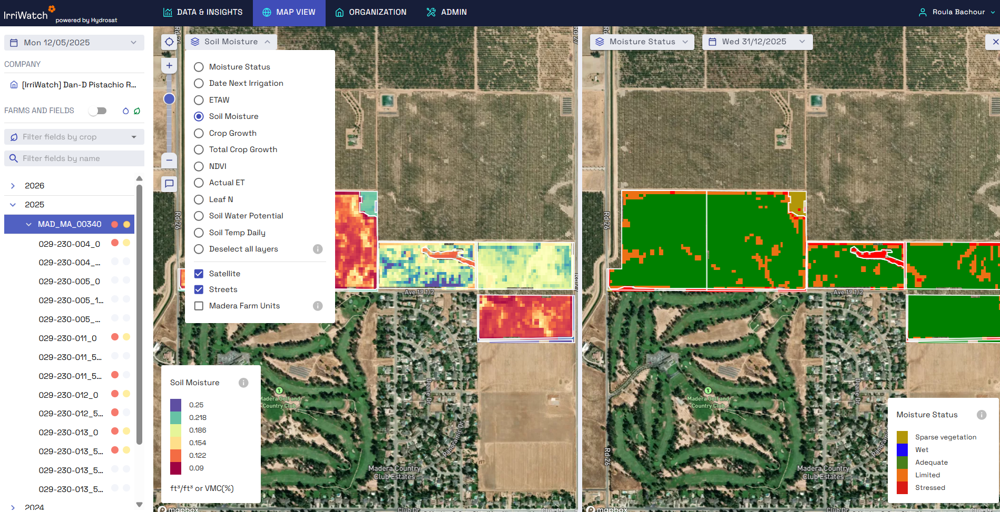 IrriWatch
powered by Hydrosat
DATA & INSIGHTS
MAP VIEW
ORGANIZATION
ADMIN
Roula Bachour
Mon 12/05/2025
COMPANY
[IrriWatch] Dan-D Pistachio R...
FARMS AND FIELDS
Filter fields by crop
Filter fields by name
2026
2025
MAD_MA_00340
029-230-004_0
029-230-004_...
029-230-005_0
029-230-005_1...
029-230-005_...
029-230-011_0
029-230-011_5...
029-230-011_5...
029-230-012_0
029-230-012_5...
029-230-013_0
029-230-013_5...
029-230-013_5...
029-230-013_5...
2024
Soil Moisture
Moisture Status
Date Next Irrigation
ETAW
Soil Moisture
Crop Growth
Total Crop Growth
NDVI
Actual ET
Leaf N
Soil Water Potential
Soil Temp Daily
Deselect all layers
Satellite
Streets
Madera Farm Units
Soil Moisture
0.25
0.218
0.186
0.154
0.122
0.09
ft³/ft³ or VMC(%)
Rd 26
Ave 19 1/2
Deane Dr
Panoramic Dr
Madera Golf and
Country Club
Madera Country
Club Estates
Club Dr
mapbox
Moisture Status
Wed 31/12/2025
Rd 26
Ave 19 1/2
Deane Dr
Madera Golf and
Country Club
Rd 26
Madera Country
Club Estates
Club Dr
mapbox
Moisture Status
Sparse vegetation
Wet
Adequate
Limited
Stressed